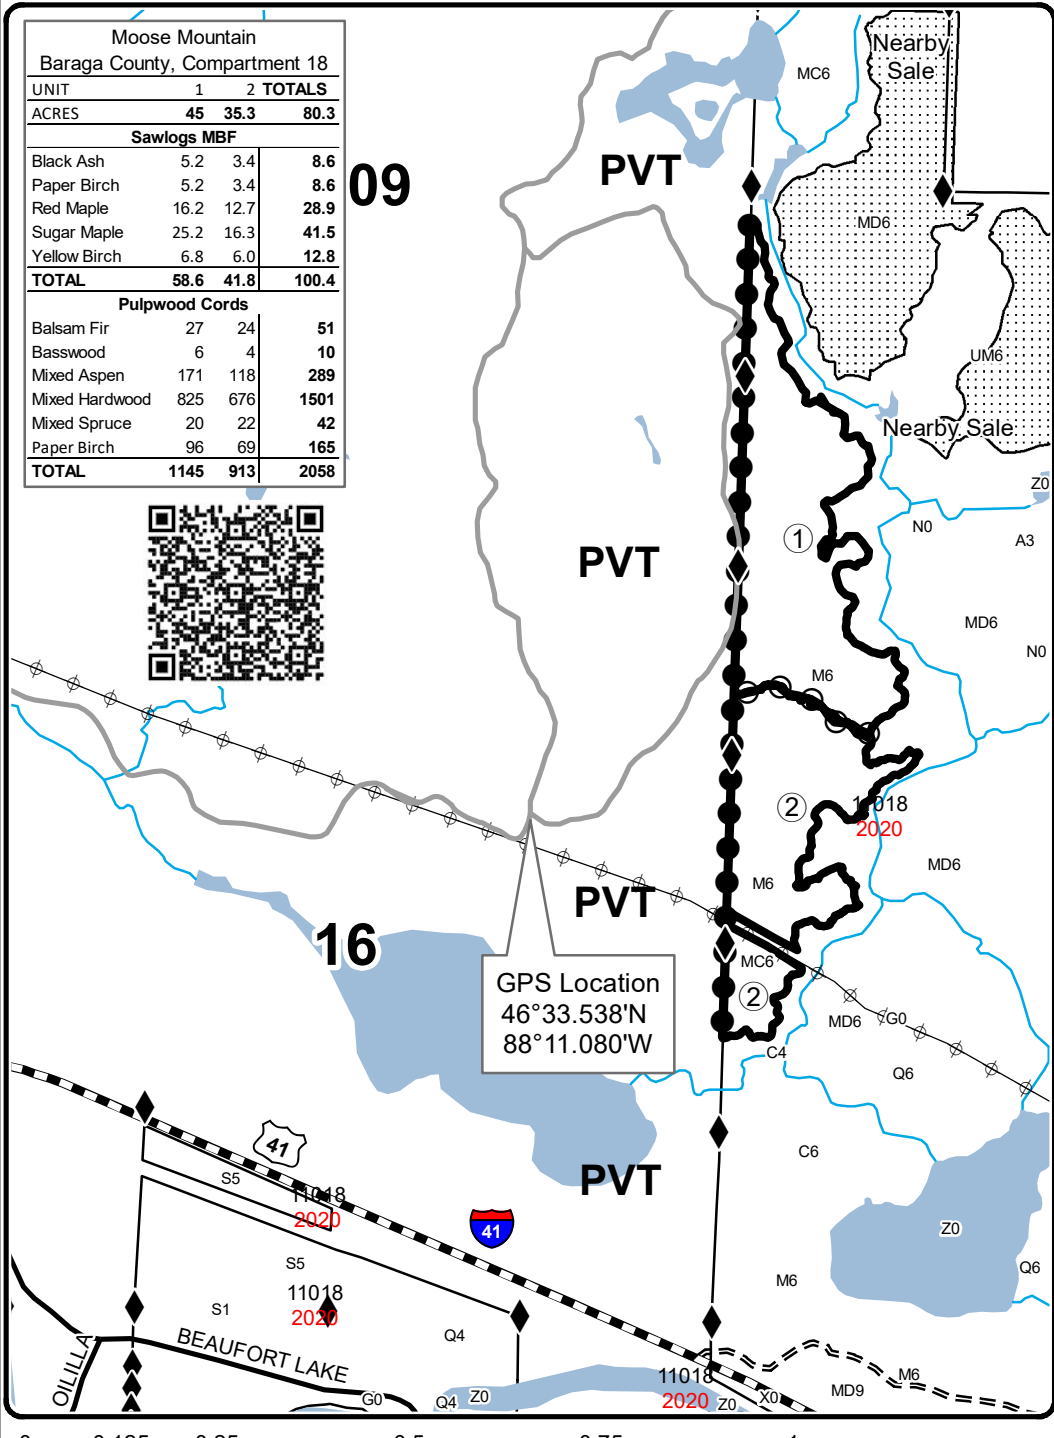 Moose Mountain
Baraga County, Compartment 18
UNIT 1 2 TOTALS
ACRES 45 35.3 80.3
Sawlogs MBF
Black Ash 5.2 3.4 8.6
Paper Birch 5.2 3.4 8.6
Red Maple 16.2 12.7 28.9
Sugar Maple 25.2 16.3 41.5
Yellow Birch 6.8 6.0 12.8
TOTAL 58.6 41.8 100.4
Pulpwood Cords
Balsam Fir 27 24 51
Basswood 6 4 10
Mixed Aspen 171 118 289
Mixed Hardwood 825 676 1501
Mixed Spruce 20 22 42
Paper Birch 96 69 165
TOTAL 1145 913 2058
Nearby
Sale
MC6
PVT
09
MD6
UM6
Nearby Sale
Z0
N0
A3
1
PVT
MD6
N0
M6
2
11018
2020
MD6
M6
PVT
16
MC6
GPS Location
46°33.538'N
88°11.080'W
2
MD6
G0
C4
Q6
41
C6
PVT
S5
11018
2020
41
Z0
Q6
S5
M6
11018
2020
S1
Q4
BEAUFORT LAKE
OILILLA
11018
2020
M6
MD9
X0
Z0
G0
Q4
Z0